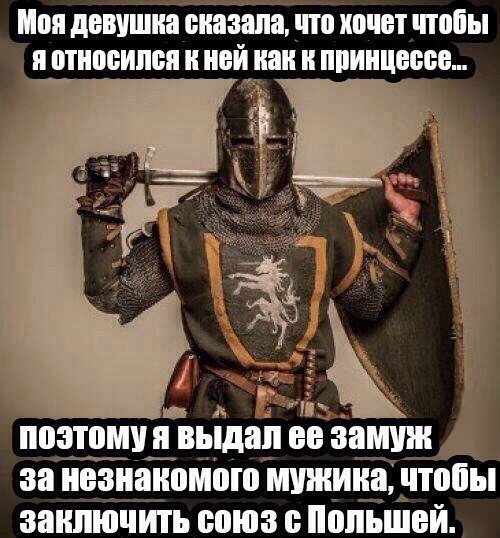 Моя девушка сказала, что хочет чтобы
я относился к ней как к принцессе...
поэтому я выдал ее замуж
за незнакомого мужика, чтобы
заключить союз с Польшей.